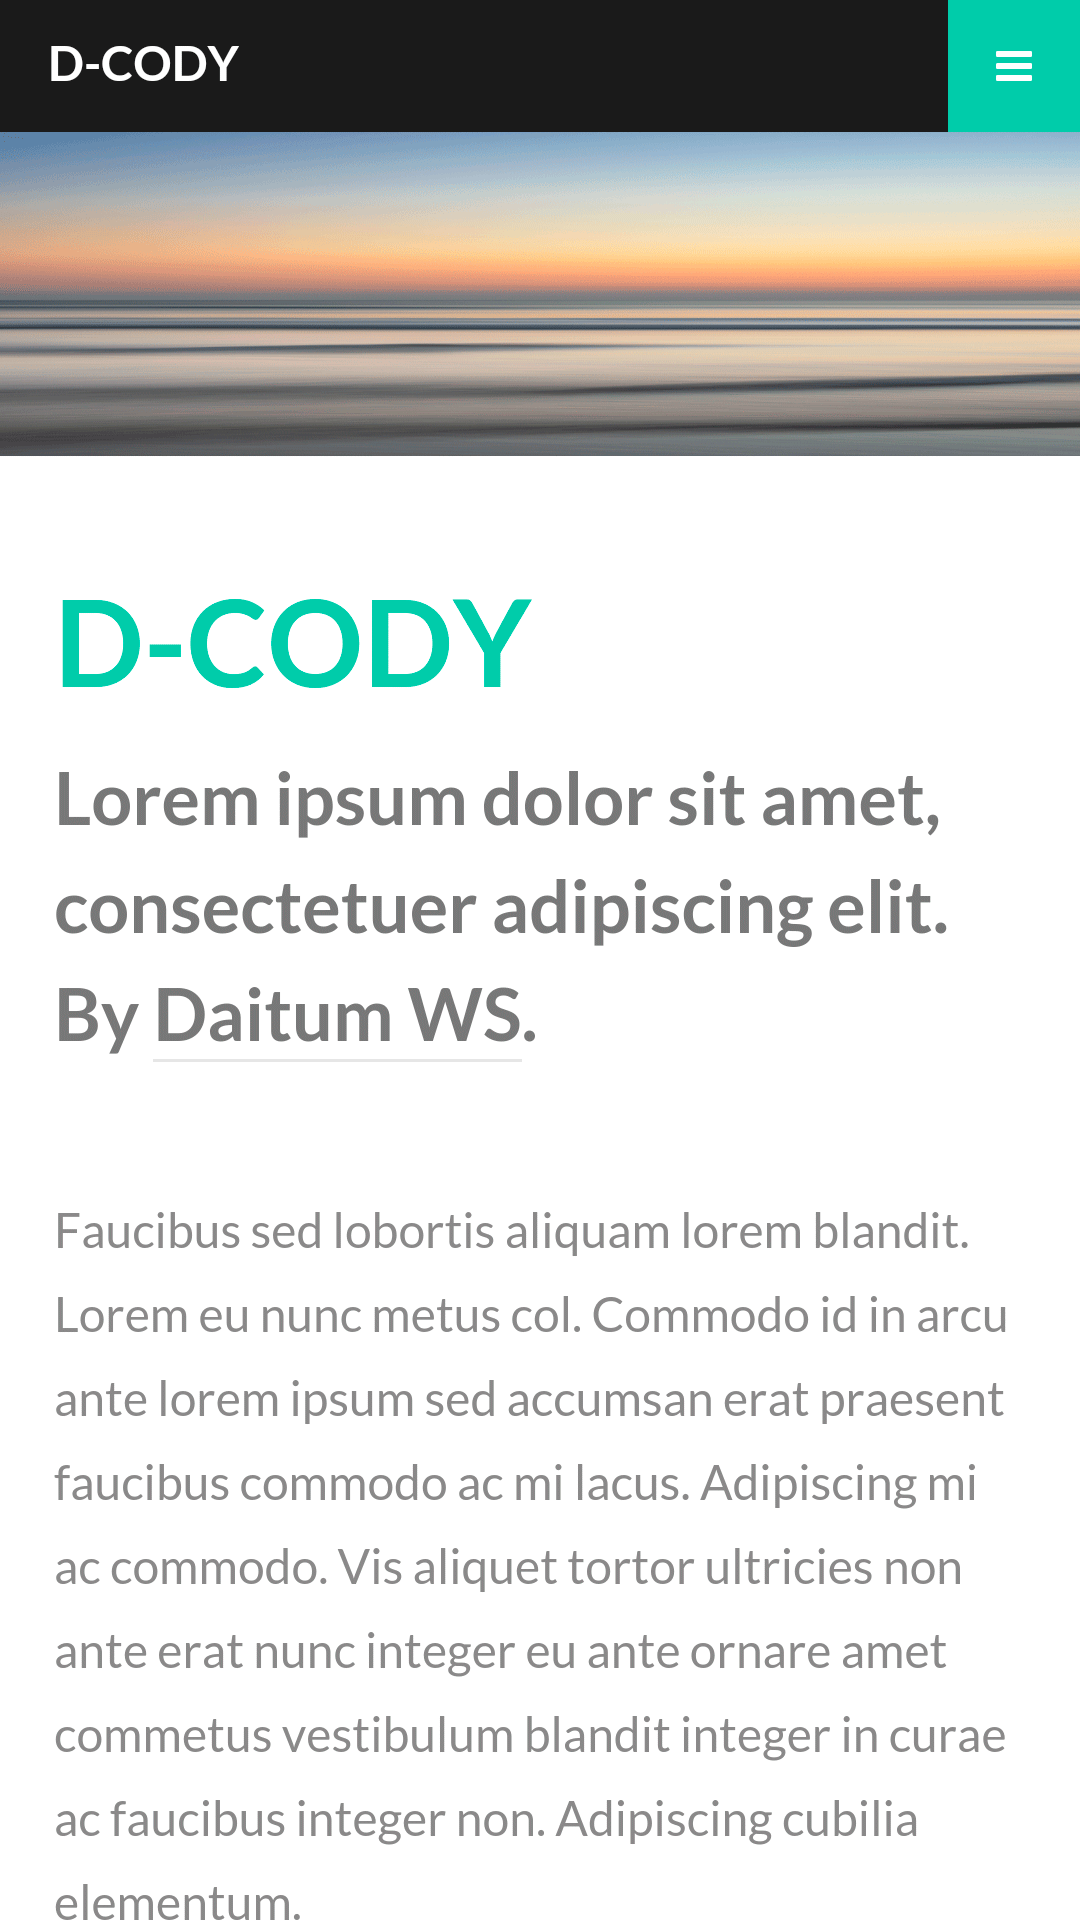 D-CODY
D-CODY
Lorem ipsum dolor sit amet,
consectetuer adipiscing elit.
By Daitum WS.
Faucibus sed lobortis aliquam lorem blandit.
Lorem eu nunc metus col. Commodo id in arcu
ante lorem ipsum sed accumsan erat praesent
faucibus commodo ac mi lacus. Adipiscing mi
ac commodo. Vis aliquet tortor ultricies non
ante erat nunc integer eu ante ornare amet
commetus vestibulum blandit integer in curae
ac faucibus integer non. Adipiscing cubilia
elementum.